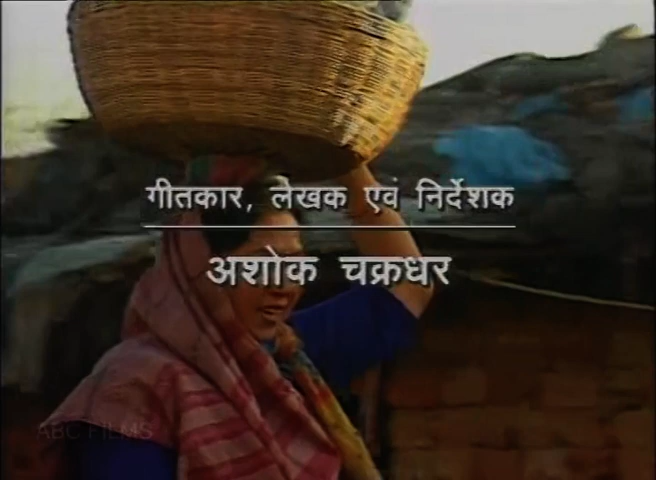 गीतकार, लेखक एवं निर्देशक
अशोक चक्रधर
ABC FILMS